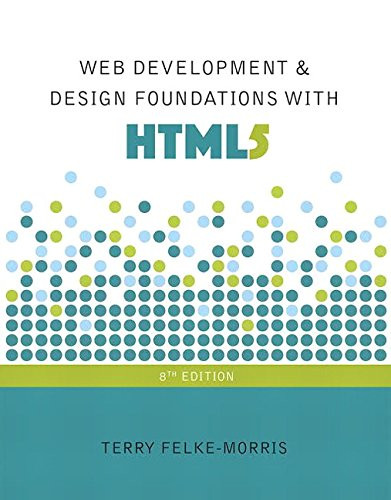 WEB DEVELOPMENT &
DESIGN FOUNDATIONS WITH
HTML5
8TH EDITION
TERRY FELKE-MORRIS